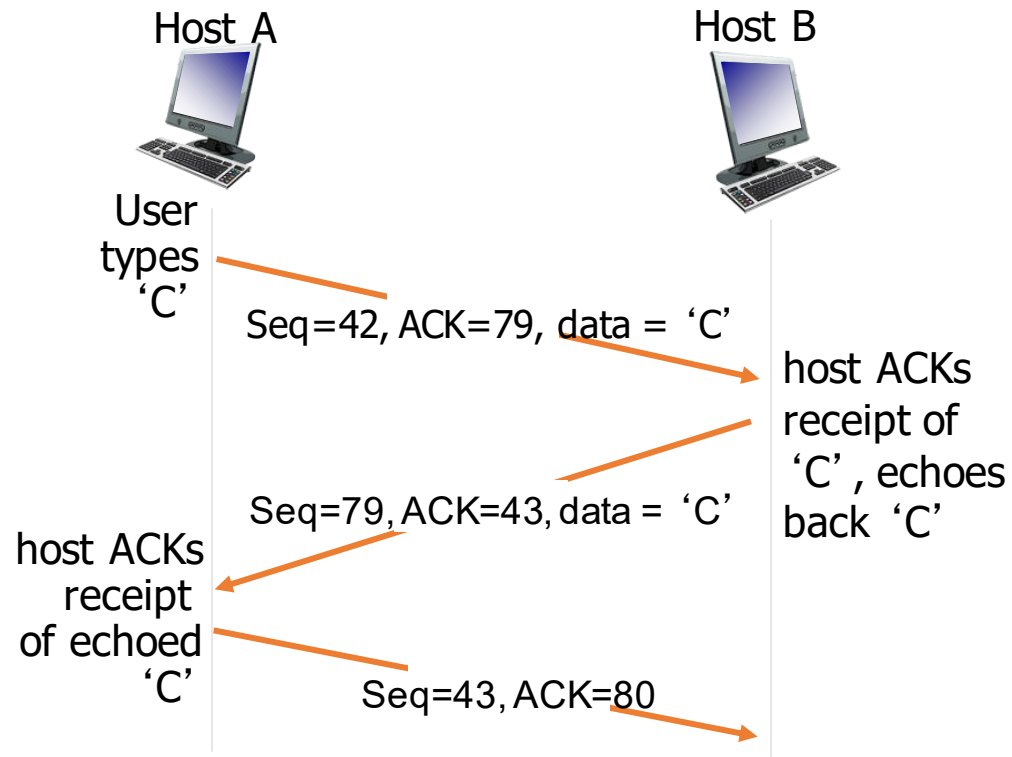 Host A
Host B
User
types
‘C’
Seq=42, ACK=79, data = ‘C’
host ACKs
receipt of
‘C’, echoes
back ‘C’
Seq=79, ACK=43, data = ‘C’
host ACKs
receipt
of echoed
‘C’
Seq=43, ACK=80